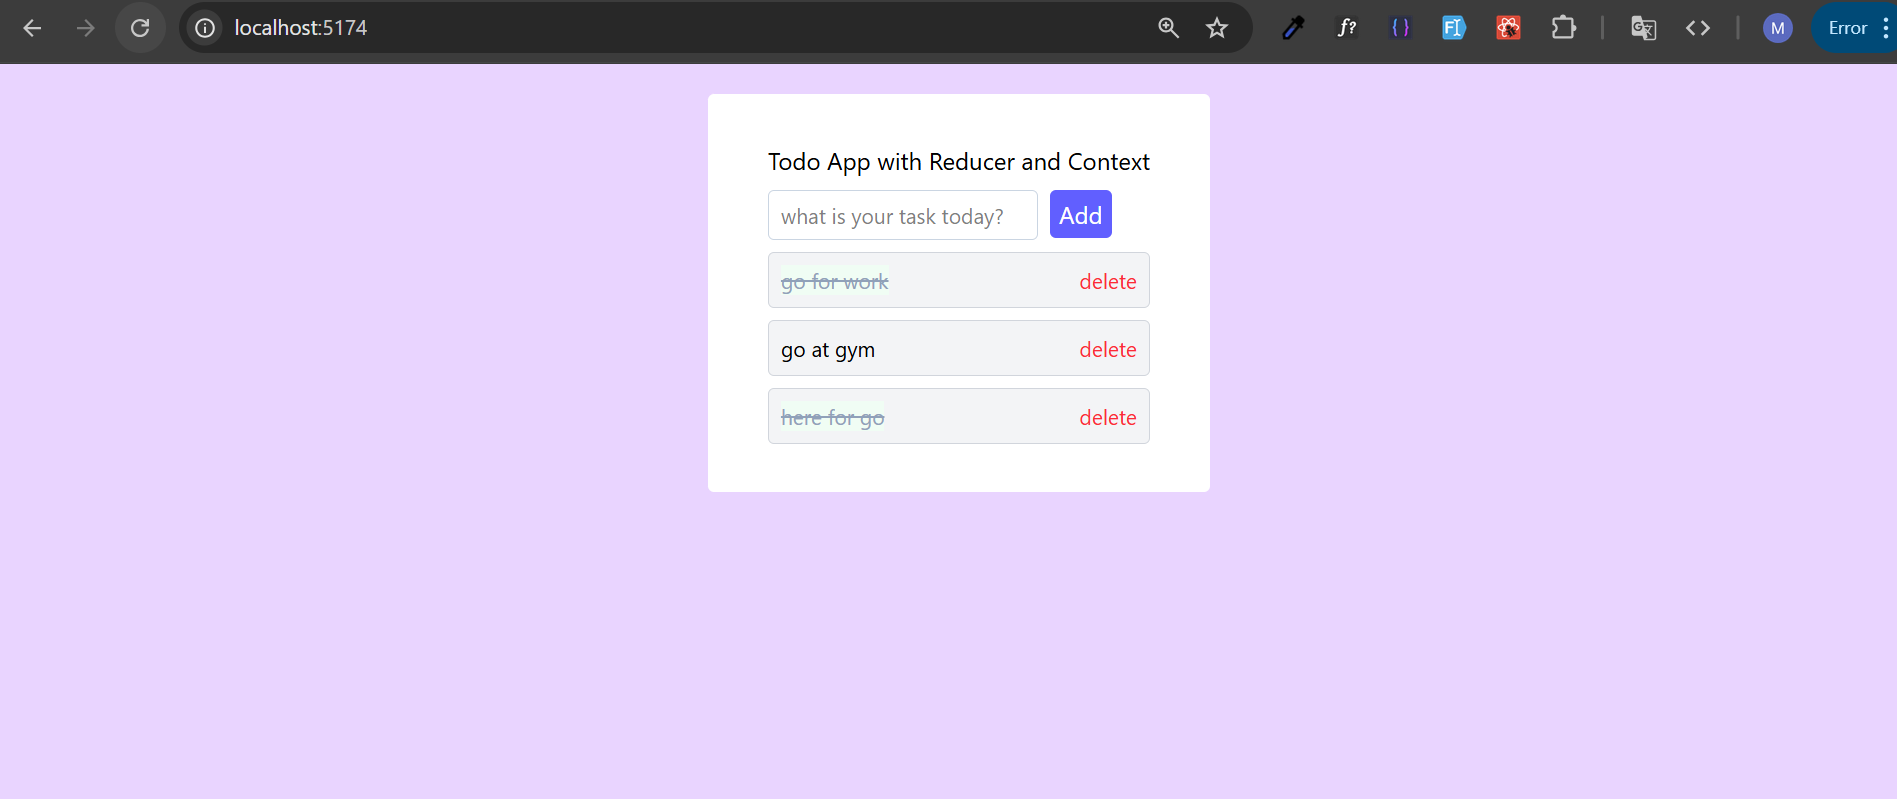 localhost:5174
f?
{ }
F
G
M
Error
Todo App with Reducer and Context
what is your task today?
Add
go for work
delete
go at gym
delete
here for go
delete